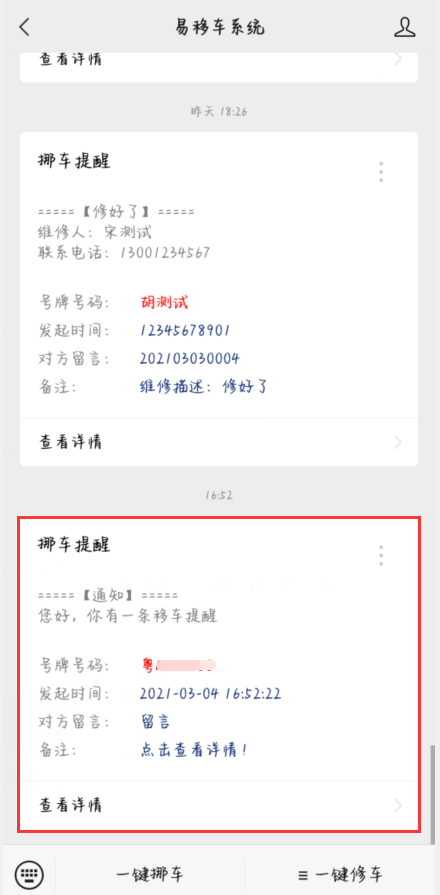 易移车系统
查看详情
昨天 18:26
挪车提醒
=====【修好了】=====
维修人：宋测试
联系电话：13001234567
号牌号码： 胡测试
发起时间： 12345678901
对方留言： 202103030004
备注： 维修描述：修好了
查看详情
16:52
挪车提醒
=====【通知】=====
您好，你有一条移车提醒
号牌号码： 粤
发起时间： 2021-03-04 16:52:22
对方留言： 留言
备注： 点击查看详情！
查看详情
一键挪车
≡ 一键修车